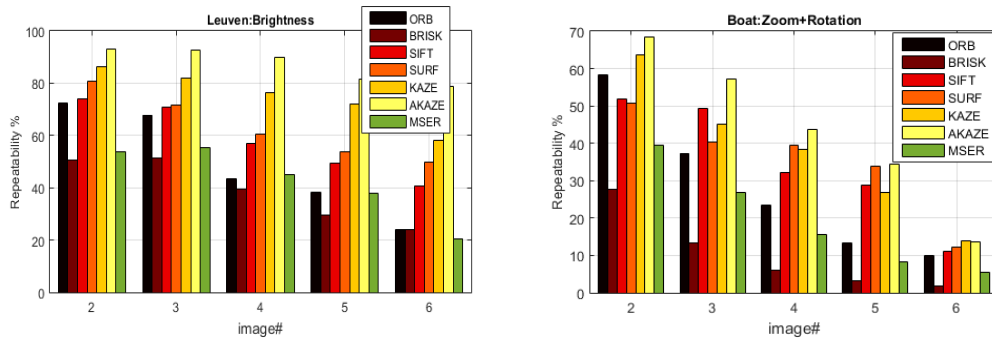 Leuven:Brightness
Repeatability %
100
80
60
40
20
0
2 3 4 5 6
image#
ORB
BRISK
SIFT
SURF
KAZE
AKAZE
MSER
Boat:Zoom+Rotation
Repeatability %
70
60
50
40
30
20
10
0
2 3 4 5 6
image#
ORB
BRISK
SIFT
SURF
KAZE
AKAZE
MSER